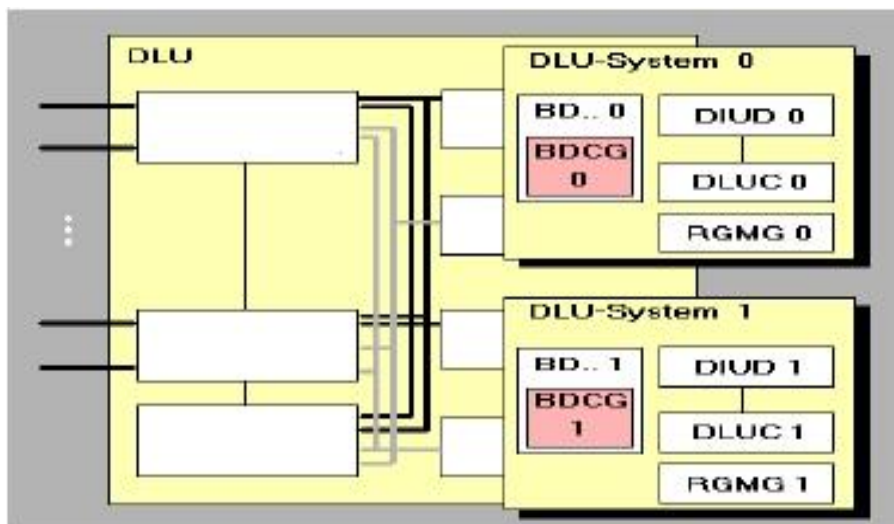 DLU
DLU-System 0
BD.. 0
BDCG
0
DIUD 0
DLUC 0
RGMG 0
DLU-System 1
BD.. 1
BDCG
1
DIUD 1
DLUC 1
RGMG 1